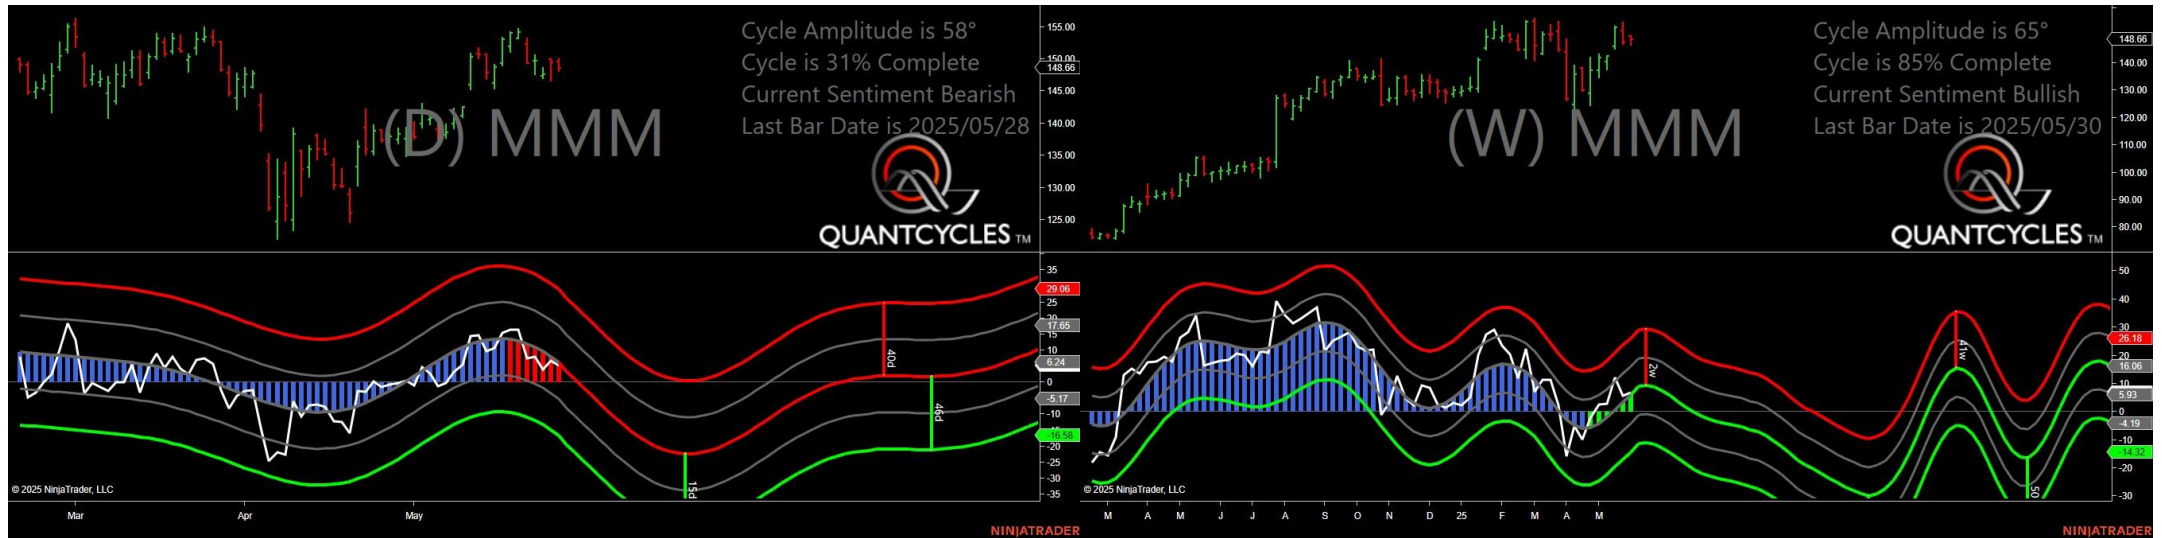 Cycle Amplitude is 58°
Cycle is 31% Complete
Current Sentiment Bearish
Last Bar Date is 2025/05/28
(D) MMM
QUANTCYCLES TM
155.00
150.00
148.66
145.00
140.00
135.00
130.00
125.00
35
29.06
25
20
17.65
15
10
6.24
0
-5.17
-10
-16.58
-20
-25
-30
-35
40d
46d
15d
© 2025 NinjaTrader, LLC
Mar Apr May
NINJATRADER
Cycle Amplitude is 65°
Cycle is 85% Complete
Current Sentiment Bullish
Last Bar Date is 2025/05/30
(W) MMM
QUANTCYCLES TM
148.66
140.00
130.00
120.00
110.00
100.00
90.00
80.00
50
40
30
26.18
20
16.06
10
5.93
0
-4.19
-10
-14.32
-20
-30
2w
41w
50
© 2025 NinjaTrader, LLC
M A M J J A S O N D 25 F M A M
NINJATRADER